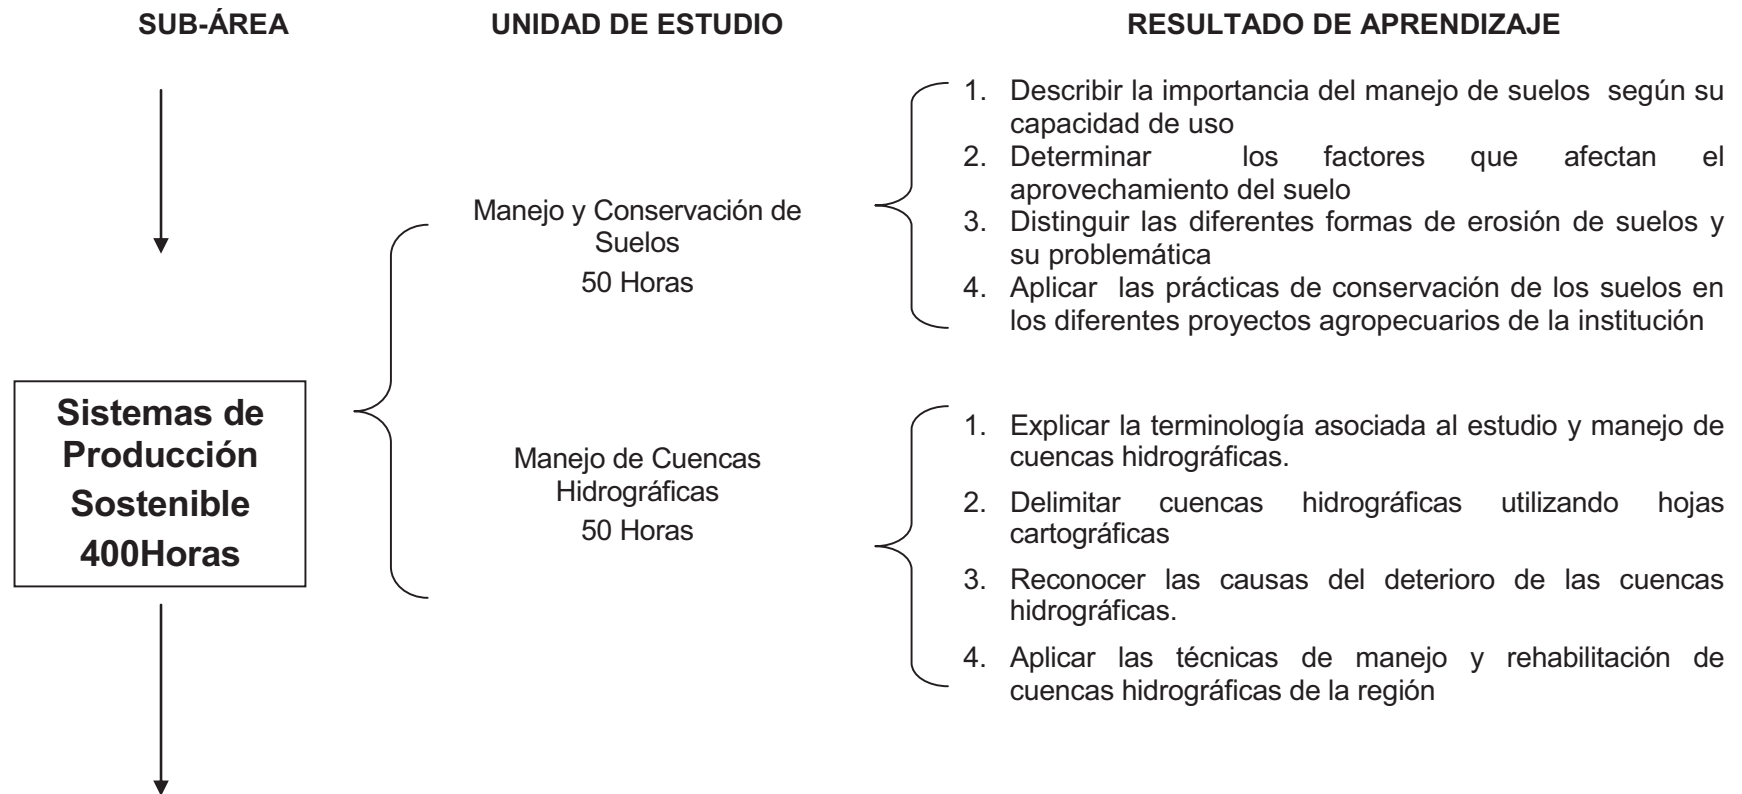 SUB-ÁREA UNIDAD DE ESTUDIO RESULTADO DE APRENDIZAJE
Sistemas de
Producción
Sostenible
400Horas
Manejo y Conservación de
Suelos
50 Horas
1. Describir la importancia del manejo de suelos según su
capacidad de uso
2. Determinar los factores que afectan el
aprovechamiento del suelo
3. Distinguir las diferentes formas de erosión de suelos y
su problemática
4. Aplicar las prácticas de conservación de los suelos en
los diferentes proyectos agropecuarios de la institución
Manejo de Cuencas
Hidrográficas
50 Horas
1. Explicar la terminología asociada al estudio y manejo de
cuencas hidrográficas.
2. Delimitar cuencas hidrográficas utilizando hojas
cartográficas
3. Reconocer las causas del deterioro de las cuencas
hidrográficas.
4. Aplicar las técnicas de manejo y rehabilitación de
cuencas hidrográficas de la región